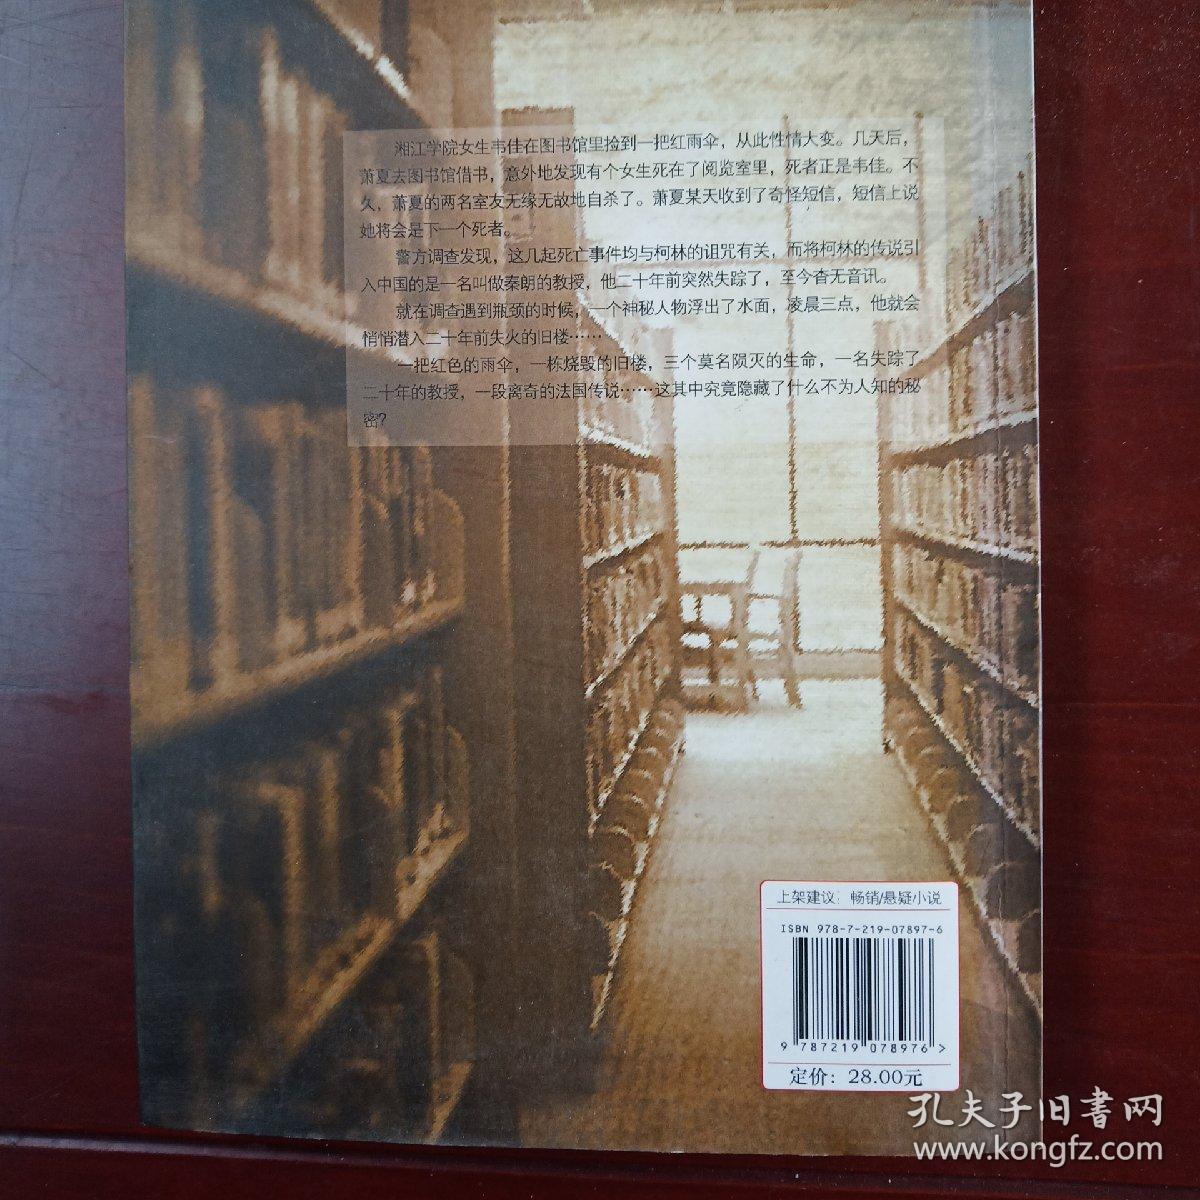 湘江学院女生韦佳在图书馆里捡到一把红雨伞，从此性情大变。几天后，
萧夏去图书馆借书，意外地发现有个女生死在了阅览室里，死者正是韦佳。不
久，萧夏的两名室友无缘无故地自杀了。萧夏某天收到了奇怪短信，短信上说
她将会是下一个死者。
警方调查发现，这几起死亡事件均与柯林的诅咒有关，而将柯林的传说引
入中国的是一名叫做秦朗的教授，他二十年前突然失踪了，至今杳无音讯。
就在调查遇到瓶颈的时候，一个神秘人物浮出了水面，凌晨三点，他就会
悄悄潜入二十年前失火的旧楼……
一把红色的雨伞，一栋烧毁的旧楼，三个莫名陨灭的生命，一名失踪了
二十年的教授，一段离奇的法国传说……这其中究竟隐藏了什么不为人知的秘
密？
上架建议：畅销/悬疑小说
ISBN 978-7-219-07897-6
9 787219 078976 >
定价：28.00元
孔夫子旧書网
www.kongfz.com